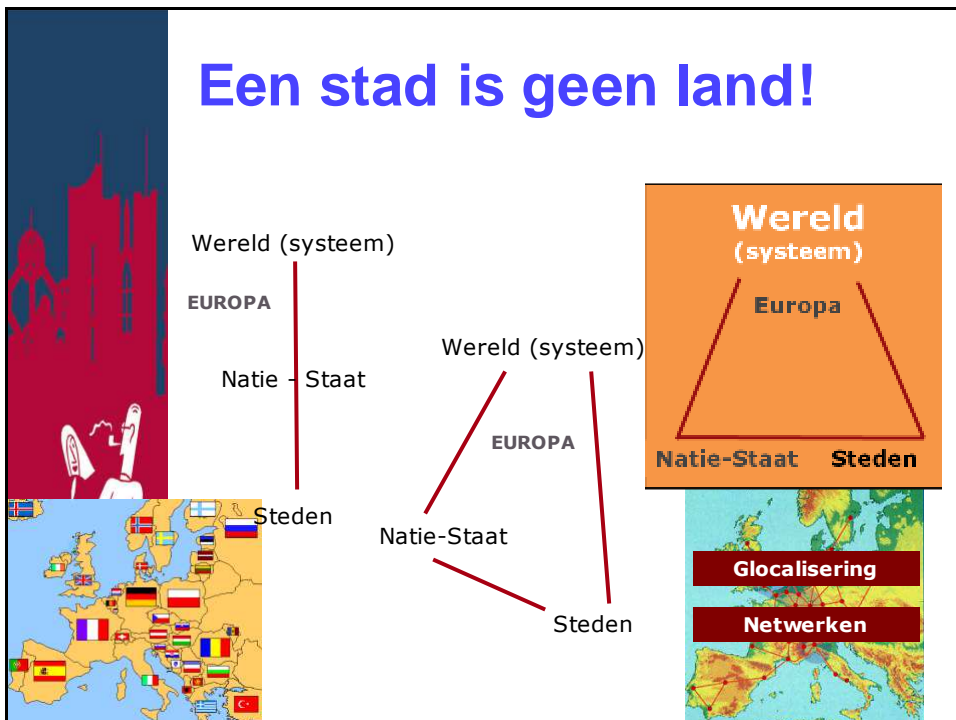 Een stad is geen land!
Wereld (systeem)
EUROPA
Natie - Staat
Steden
Wereld (systeem)
EUROPA
Natie-Staat
Steden
Wereld
(systeem)
Europa
Natie-Staat Steden
Glocalisering
Netwerken